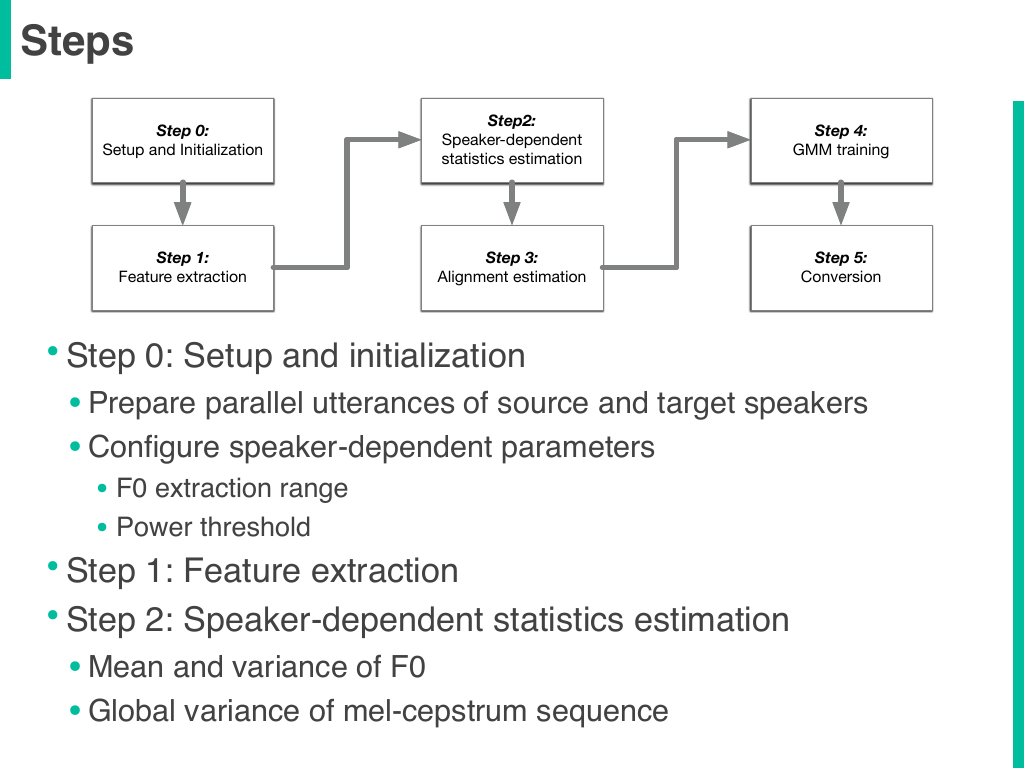 Steps
Step 0:
Setup and Initialization
Step 1:
Feature extraction
Step2:
Speaker-dependent
statistics estimation
Step 3:
Alignment estimation
Step 4:
GMM training
Step 5:
Conversion
• Step 0: Setup and initialization
• Prepare parallel utterances of source and target speakers
• Configure speaker-dependent parameters
• F0 extraction range
• Power threshold
• Step 1: Feature extraction
• Step 2: Speaker-dependent statistics estimation
• Mean and variance of F0
• Global variance of mel-cepstrum sequence